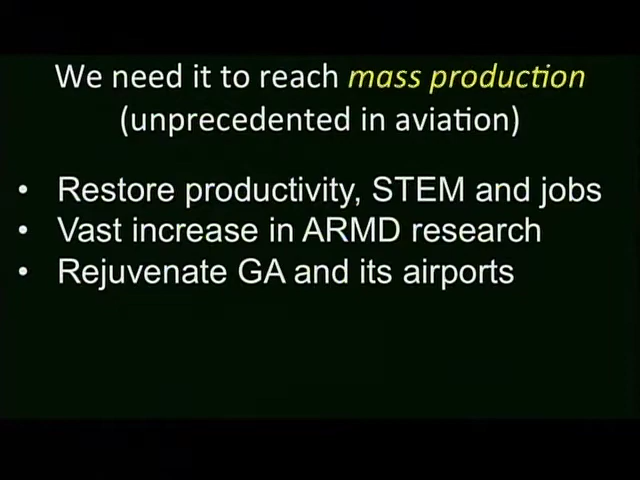 We need it to reach mass production
(unprecedented in aviation)
• Restore productivity, STEM and jobs
• Vast increase in ARMD research
• Rejuvenate GA and its airports